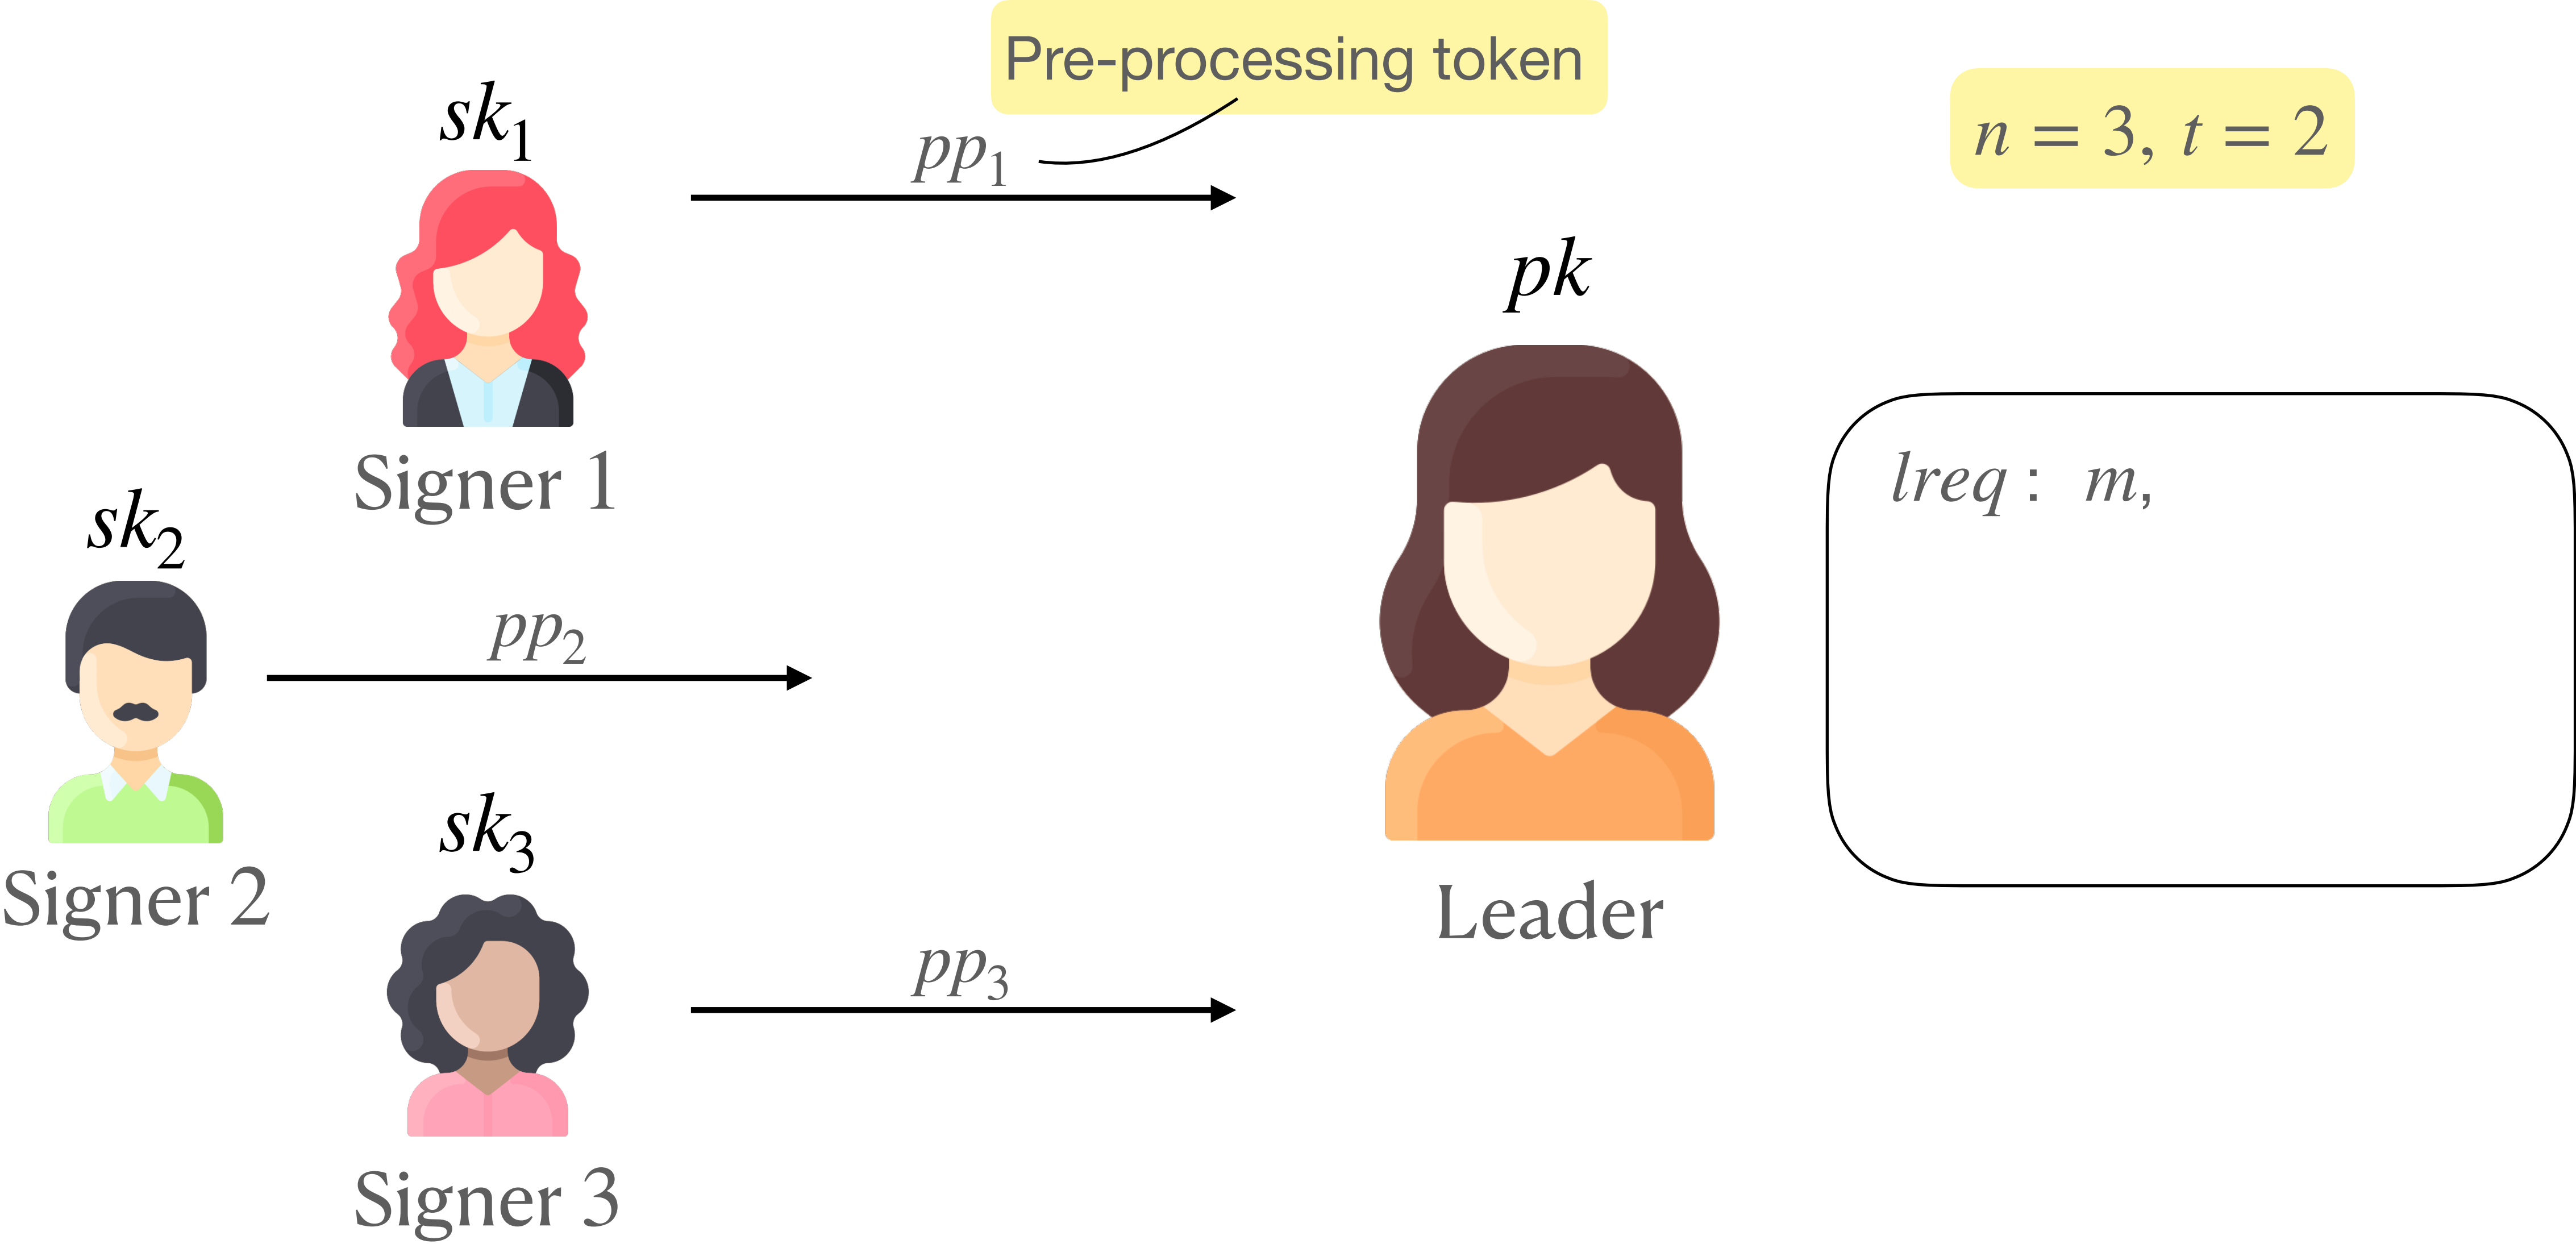 Pre-processing token
n = 3, t = 2
sk₁
pp₁
pk
Signer 1
lreq : m,
sk₂
pp₂
Signer 2
sk₃
Leader
pp₃
Signer 3